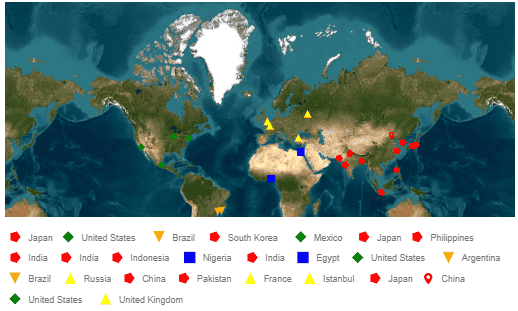 Japan United States Brazil South Korea Mexico Japan Philippines
India India Indonesia Nigeria India Egypt United States Argentina
Brazil Russia China Pakistan France Istanbul Japan China
United States United Kingdom